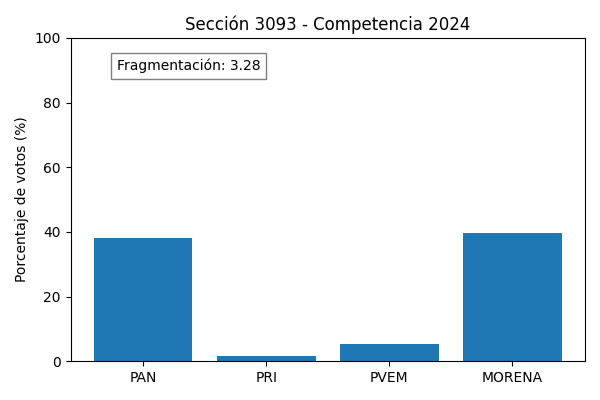 Sección 3093 - Competencia 2024
Fragmentación: 3.28
Porcentaje de votos (%)
100
80
60
40
20
0
PAN PRI PVEM MORENA